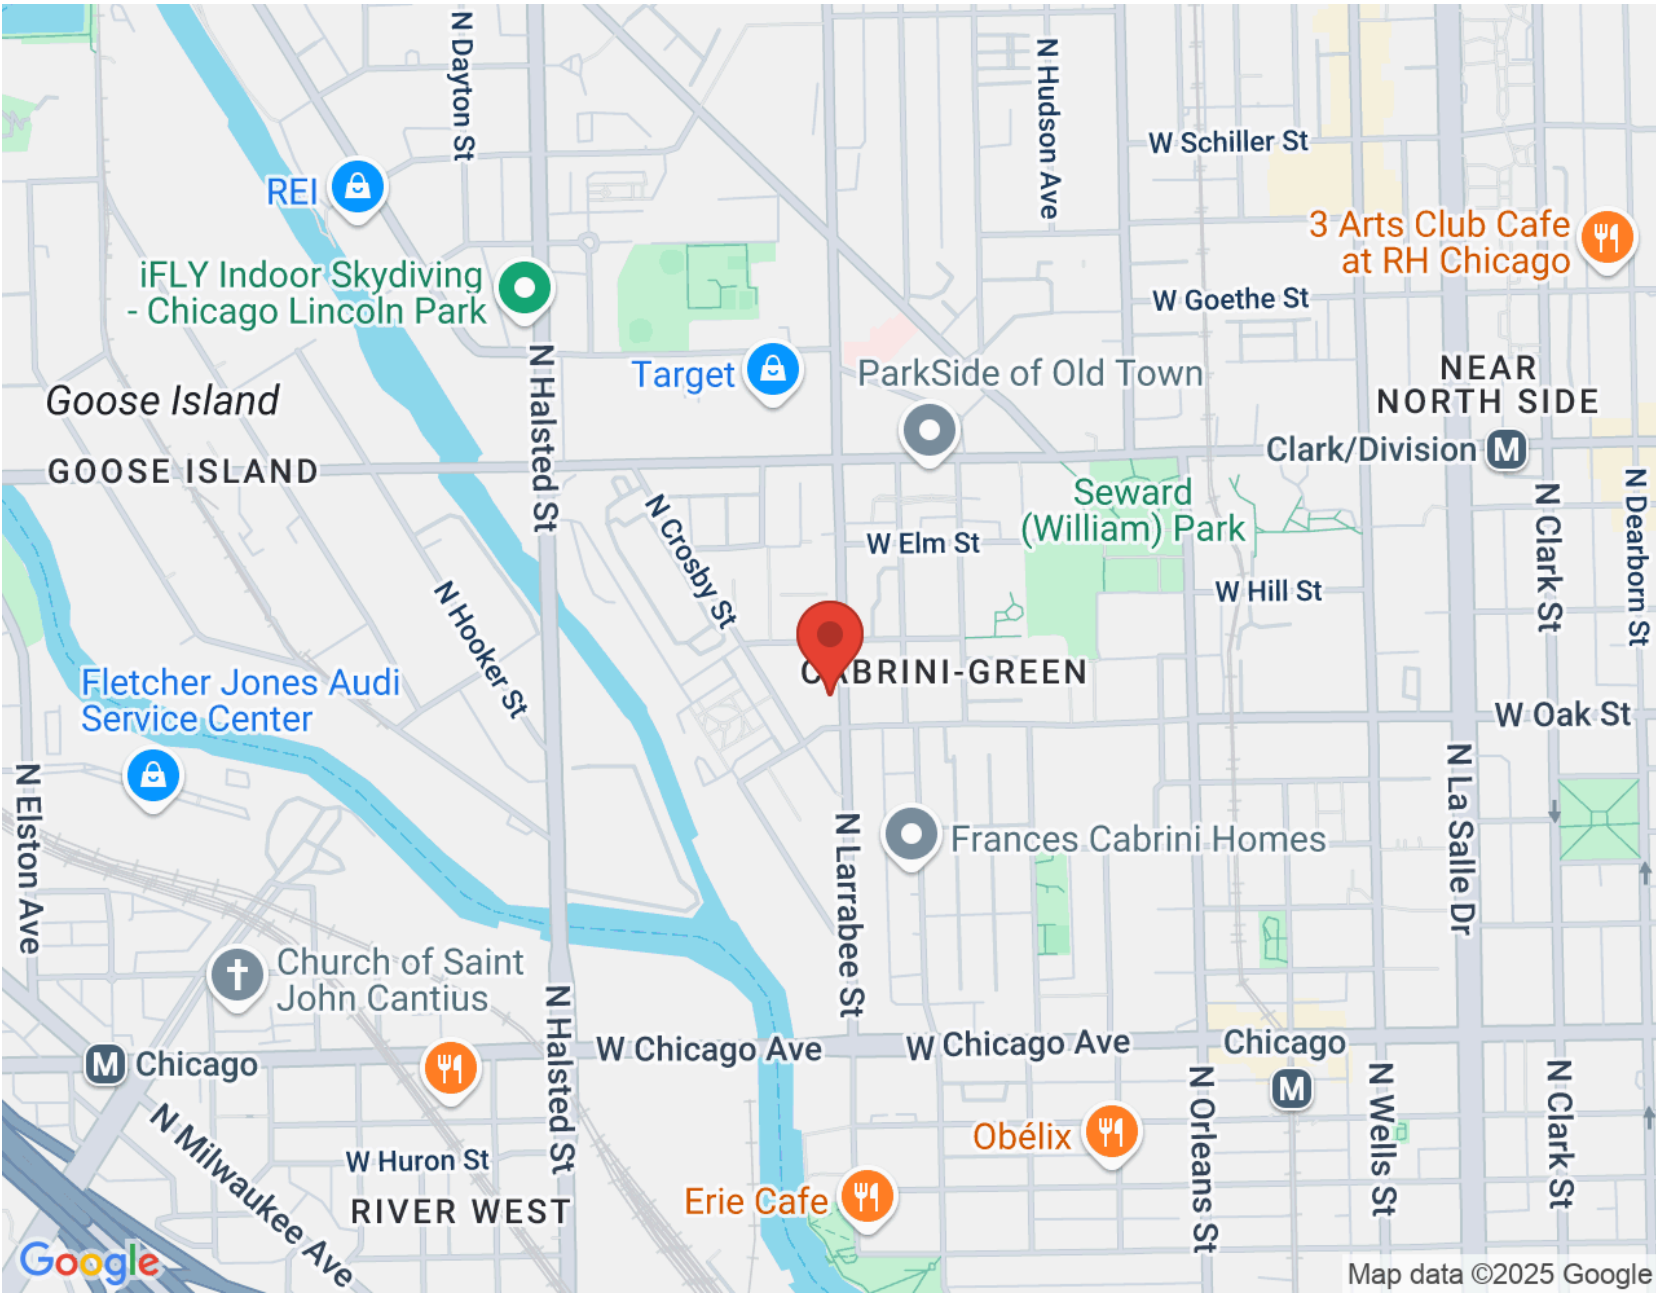 N Dayton St
N Hudson Ave
W Schiller St
REI
3 Arts Club Cafe
at RH Chicago
iFLY Indoor Skydiving
- Chicago Lincoln Park
W Goethe St
N Halsted St
Target
ParkSide of Old Town
NEAR
NORTH SIDE
Goose Island
GOOSE ISLAND
Clark/Division
M
Seward
(William) Park
N Crosby St
W Elm St
N Clark St
N Dearborn St
W Hill St
N Hooker St
CABRINI-GREEN
Fletcher Jones Audi
Service Center
W Oak St
N Elston Ave
N La Salle Dr
N Larrabee St
Frances Cabrini Homes
Church of Saint
John Cantius
N Halsted St
W Chicago Ave
W Chicago Ave
Chicago
M
M
Chicago
N Orleans St
N Wells St
N Clark St
N Milwaukee Ave
W Huron St
Obélix
RIVER WEST
Erie Cafe
Google
Map data ©2025 Google